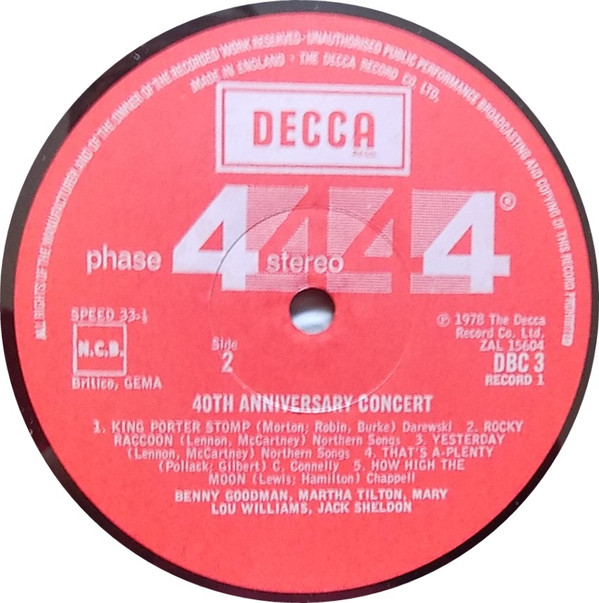 ALL RIGHTS OF THE MANUFACTURER AND OF THE OWNER OF THE RECORDED WORK RESERVED · UNAUTHORISED PUBLIC PERFORMANCE BROADCASTING AND COPYING OF THIS RECORD PROHIBITED
MADE IN ENGLAND · THE DECCA RECORD CO. LTD.
DECCA
phase 4 stereo 4 4 4®
SPEED 33⅓
N.C.B.
Britico, GEMA
Side
2
℗ 1978 The Decca
Record Co. Ltd.
ZAL 15604
DBC 3
RECORD 1
40TH ANNIVERSARY CONCERT
1. KING PORTER STOMP (Morton; Robin, Burke) Darewski 2. ROCKY
RACCOON (Lennon, McCartney) Northern Songs 3. YESTERDAY
(Lennon, McCartney) Northern Songs 4. THAT'S A-PLENTY
(Pollack; Gilbert) C. Connelly 5. HOW HIGH THE
MOON (Lewis; Hamilton) Chappell
BENNY GOODMAN, MARTHA TILTON, MARY
LOU WILLIAMS, JACK SHELDON